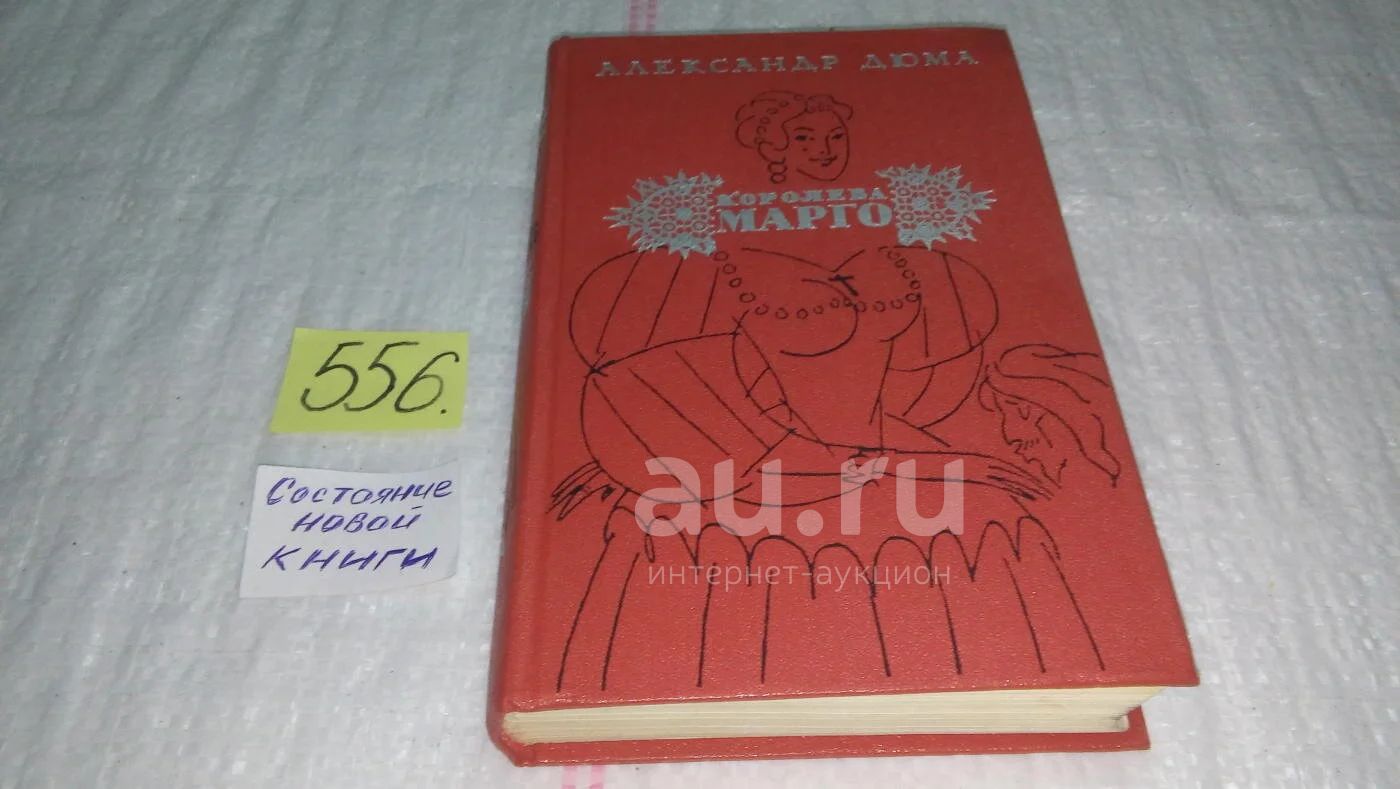 АЛЕКСАНДР ДЮМА
КОРОЛЕВА
МАРГО
556.
Состояние
новой
книги
au.ru
интернет-аукцион